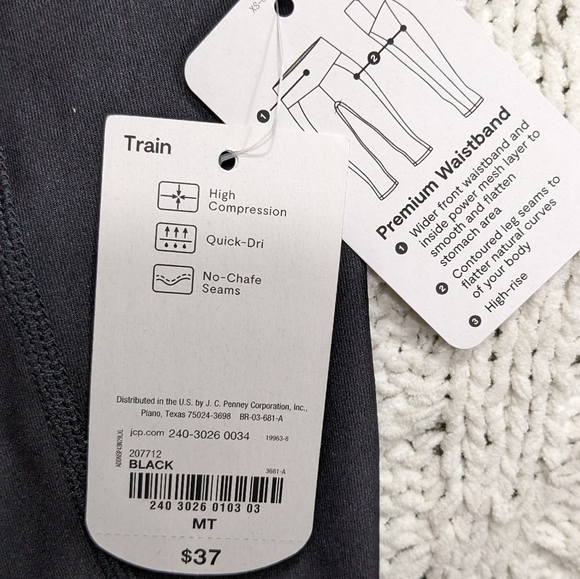 Train
High
Compression
Quick-Dri
No-Chafe
Seams
Distributed in the U.S. by J. C. Penney Corporation, Inc.,
Plano, Texas 75024-3698 BR-03-681-A
jcp.com 240-3026 0034 19963-8
207712
BLACK
3681-A
240 3026 0103 03
MT
$37
1
2
Premium Waistband
1 Wider front waistband and
inside power mesh layer to
smooth and flatten
stomach area
2 Contoured leg seams to
flatter natural curves
of your body
3 High-rise